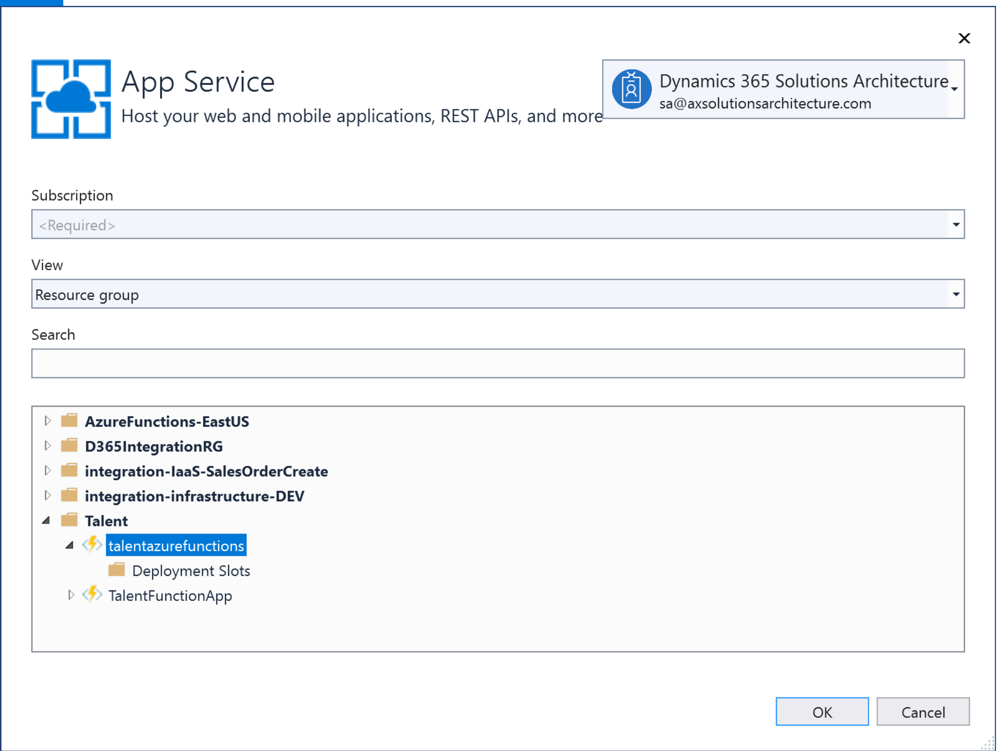 App Service
Host your web and mobile applications, REST APIs, and more
Dynamics 365 Solutions Architecture
sa@axsolutionsarchitecture.com
Subscription
<Required>
View
Resource group
Search
AzureFunctions-EastUS
D365IntegrationRG
integration-IaaS-SalesOrderCreate
integration-infrastructure-DEV
Talent
talentazurefunctions
Deployment Slots
TalentFunctionApp
OK
Cancel